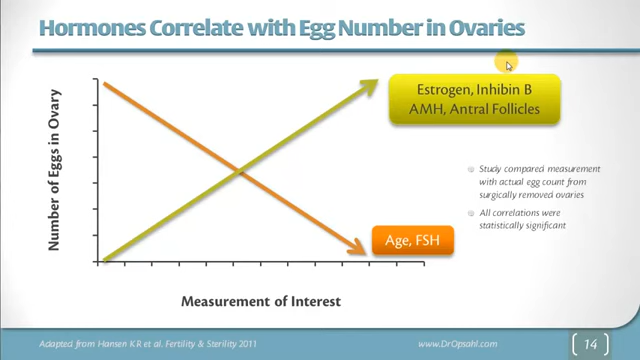 Hormones Correlate with Egg Number in Ovaries
Number of Eggs in Ovary
Estrogen, Inhibin B
AMH, Antral Follicles
Study compared measurement
with actual egg count from
surgically removed ovaries
All correlations were
statistically significant
Age, FSH
Measurement of Interest
Adapted from Hansen KR et al. Fertility & Sterility 2011
www.DrOpsahl.com
14